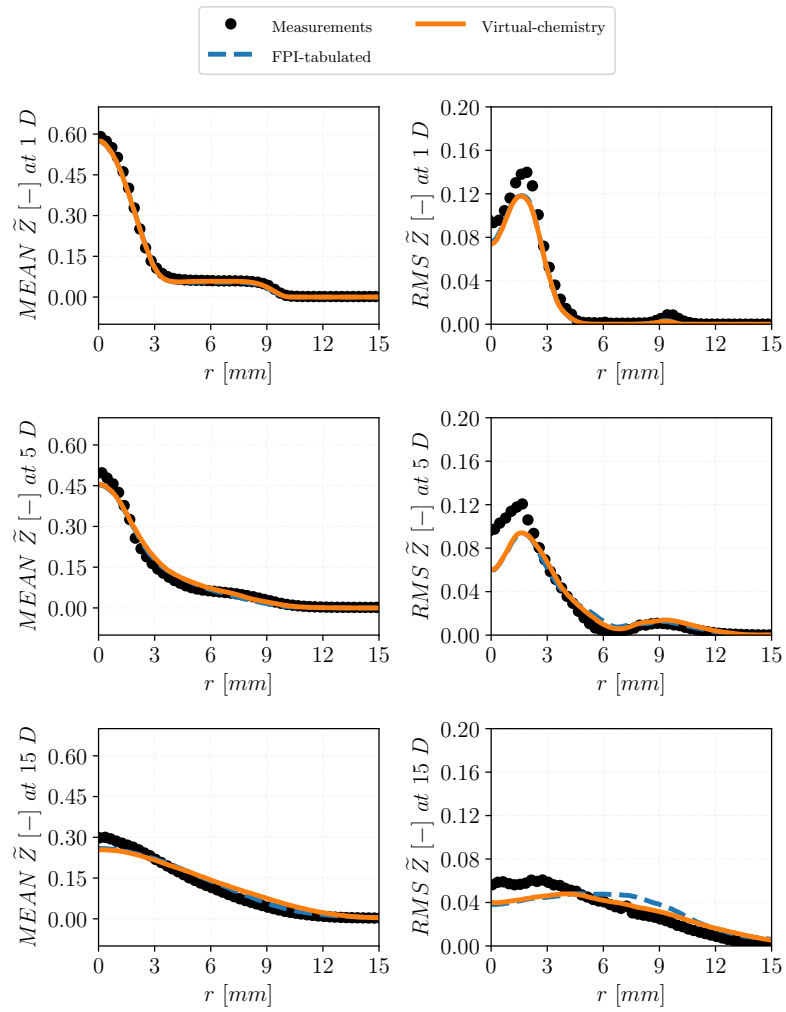 Measurements
Virtual-chemistry
FPI-tabulated
MEAN Z̃ [−] at 1 D
0.60
0.45
0.30
0.15
0.00
0 3 6 9 12 15
r [mm]
RMS Z̃ [−] at 1 D
0.20
0.16
0.12
0.08
0.04
0.00
0 3 6 9 12 15
r [mm]
MEAN Z̃ [−] at 5 D
0.60
0.45
0.30
0.15
0.00
0 3 6 9 12 15
r [mm]
RMS Z̃ [−] at 5 D
0.20
0.16
0.12
0.08
0.04
0.00
0 3 6 9 12 15
r [mm]
MEAN Z̃ [−] at 15 D
0.60
0.45
0.30
0.15
0.00
0 3 6 9 12 15
r [mm]
RMS Z̃ [−] at 15 D
0.20
0.16
0.12
0.08
0.04
0.00
0 3 6 9 12 15
r [mm]